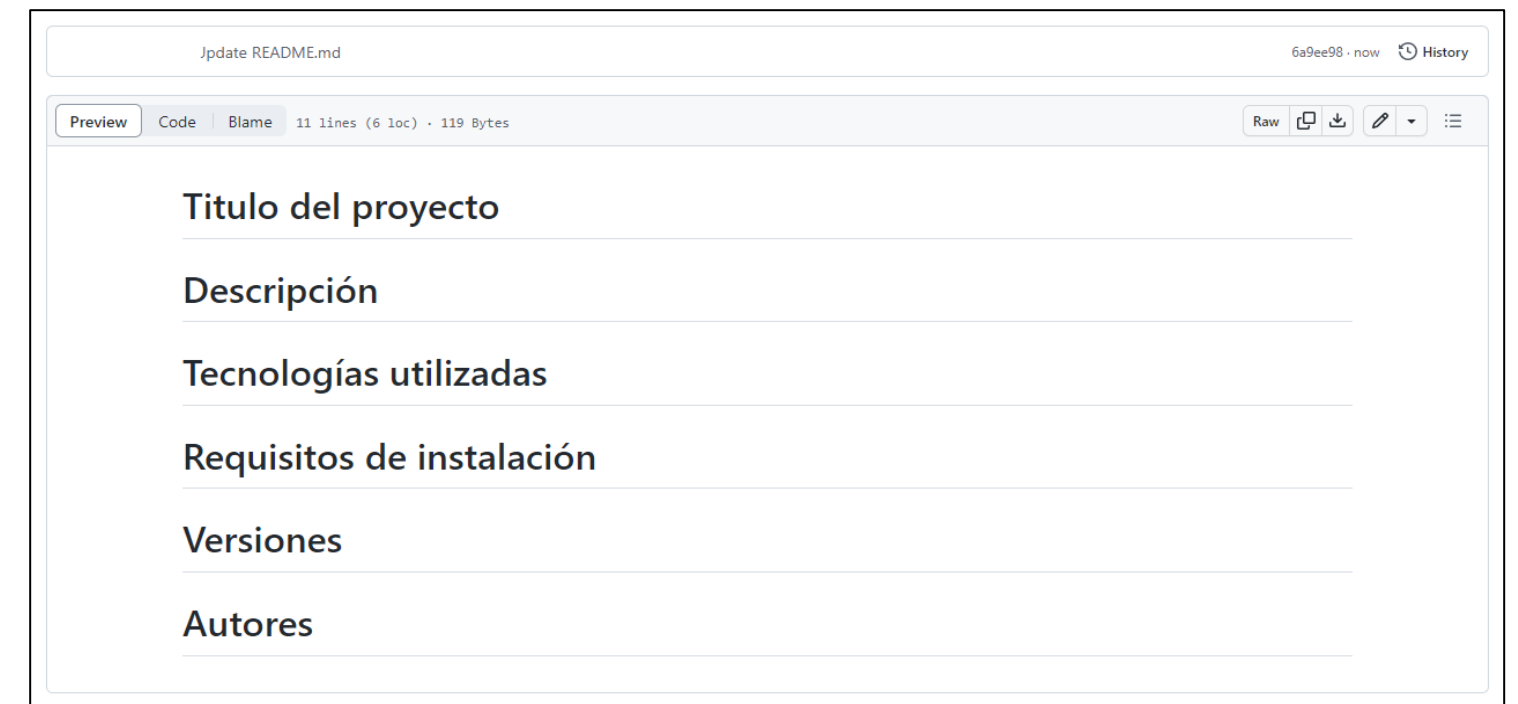 Jpdate README.md 6a9ee98 · now History
Preview Code Blame 11 lines (6 loc) · 119 Bytes Raw
Titulo del proyecto
Descripción
Tecnologías utilizadas
Requisitos de instalación
Versiones
Autores